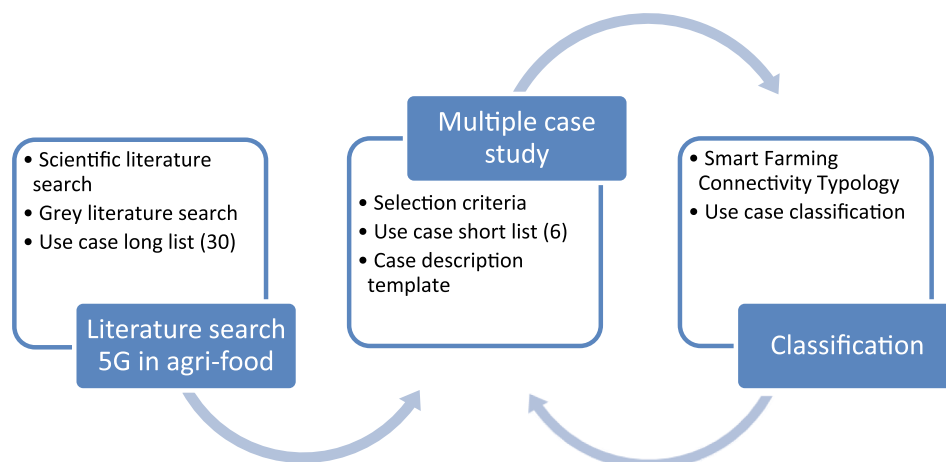 • Scientific literature
search
• Grey literature search
• Use case long list (30)
Literature search
5G in agri-food
Multiple case
study
• Selection criteria
• Use case short list (6)
• Case description
template
• Smart Farming
Connectivity Typology
• Use case classification
Classification